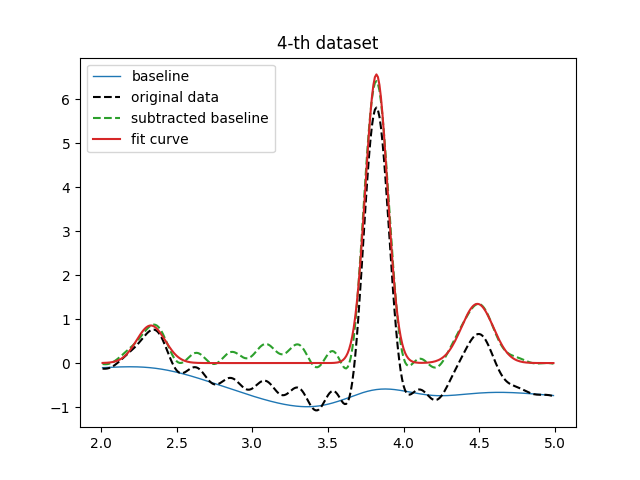 4-th dataset
baseline
original data
subtracted baseline
fit curve
6
5
4
3
2
1
0
−1
2.0 2.5 3.0 3.5 4.0 4.5 5.0